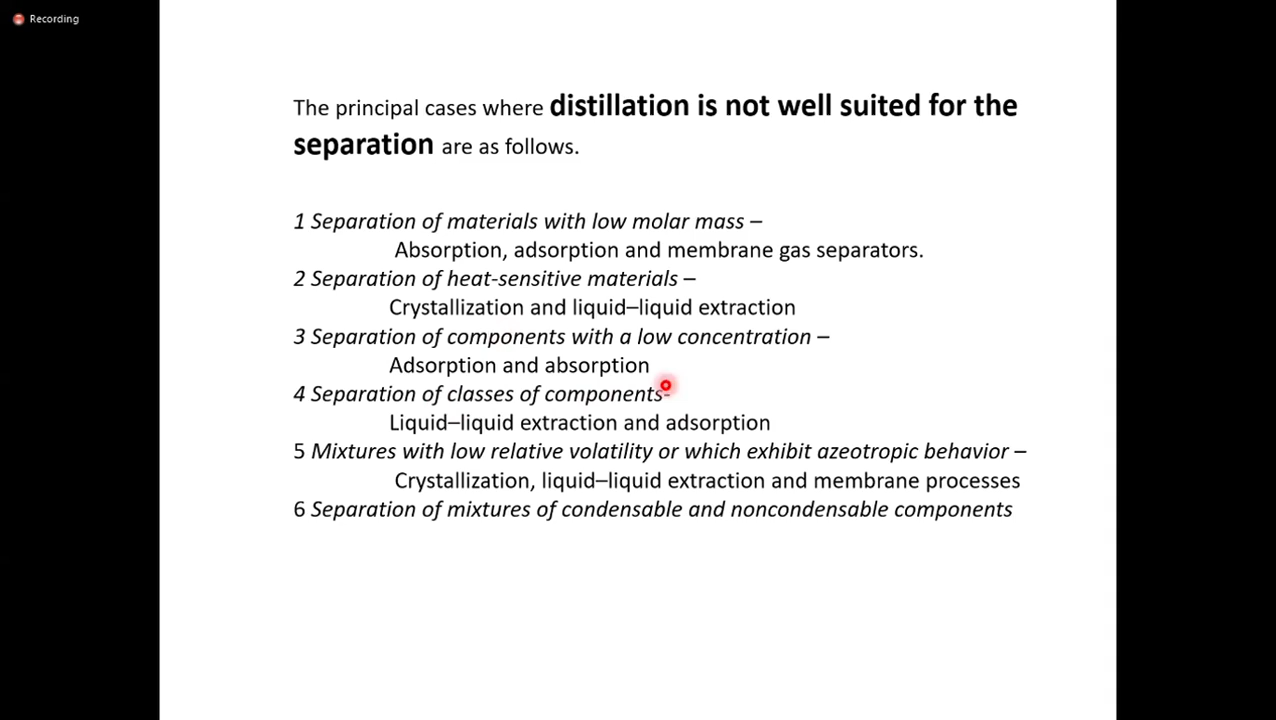 Recording
The principal cases where distillation is not well suited for the
separation are as follows.
1 Separation of materials with low molar mass –
Absorption, adsorption and membrane gas separators.
2 Separation of heat-sensitive materials –
Crystallization and liquid–liquid extraction
3 Separation of components with a low concentration –
Adsorption and absorption
4 Separation of classes of components-
Liquid–liquid extraction and adsorption
5 Mixtures with low relative volatility or which exhibit azeotropic behavior –
Crystallization, liquid–liquid extraction and membrane processes
6 Separation of mixtures of condensable and noncondensable components